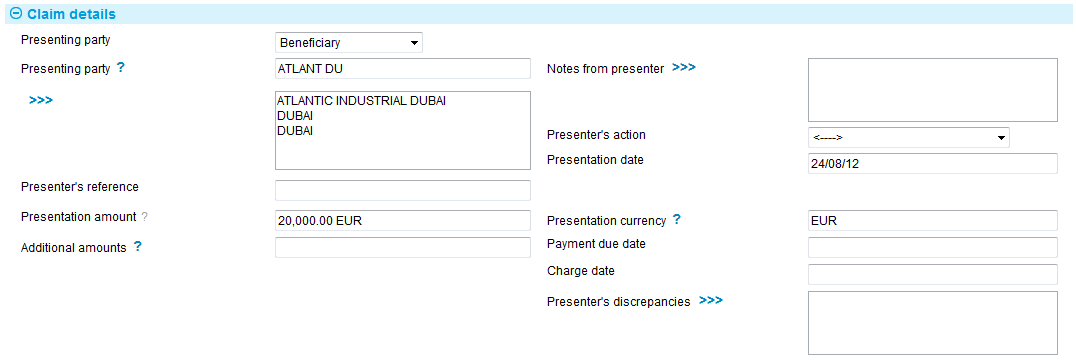 Claim details
Presenting party
Beneficiary
Presenting party ?
ATLANT DU
>>>
ATLANTIC INDUSTRIAL DUBAI
DUBAI
DUBAI
Presenter's reference
Presentation amount ?
20,000.00 EUR
Additional amounts ?
Notes from presenter >>>
Presenter's action
<---->
Presentation date
24/08/12
Presentation currency ?
EUR
Payment due date
Charge date
Presenter's discrepancies >>>